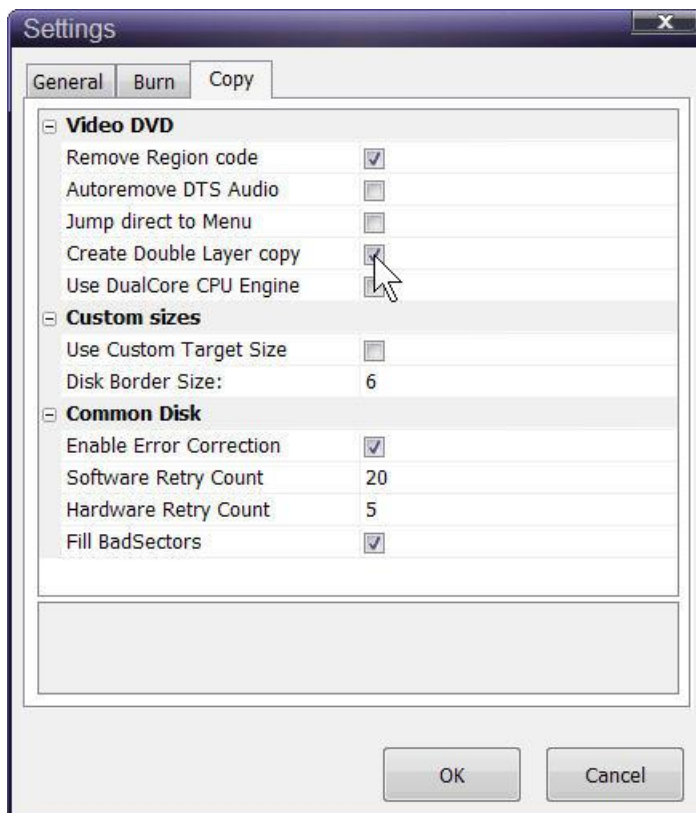 Settings
X
General Burn Copy
Video DVD
Remove Region code
Autoremove DTS Audio
Jump direct to Menu
Create Double Layer copy
Use DualCore CPU Engine
Custom sizes
Use Custom Target Size
Disk Border Size: 6
Common Disk
Enable Error Correction
Software Retry Count 20
Hardware Retry Count 5
Fill BadSectors
OK Cancel